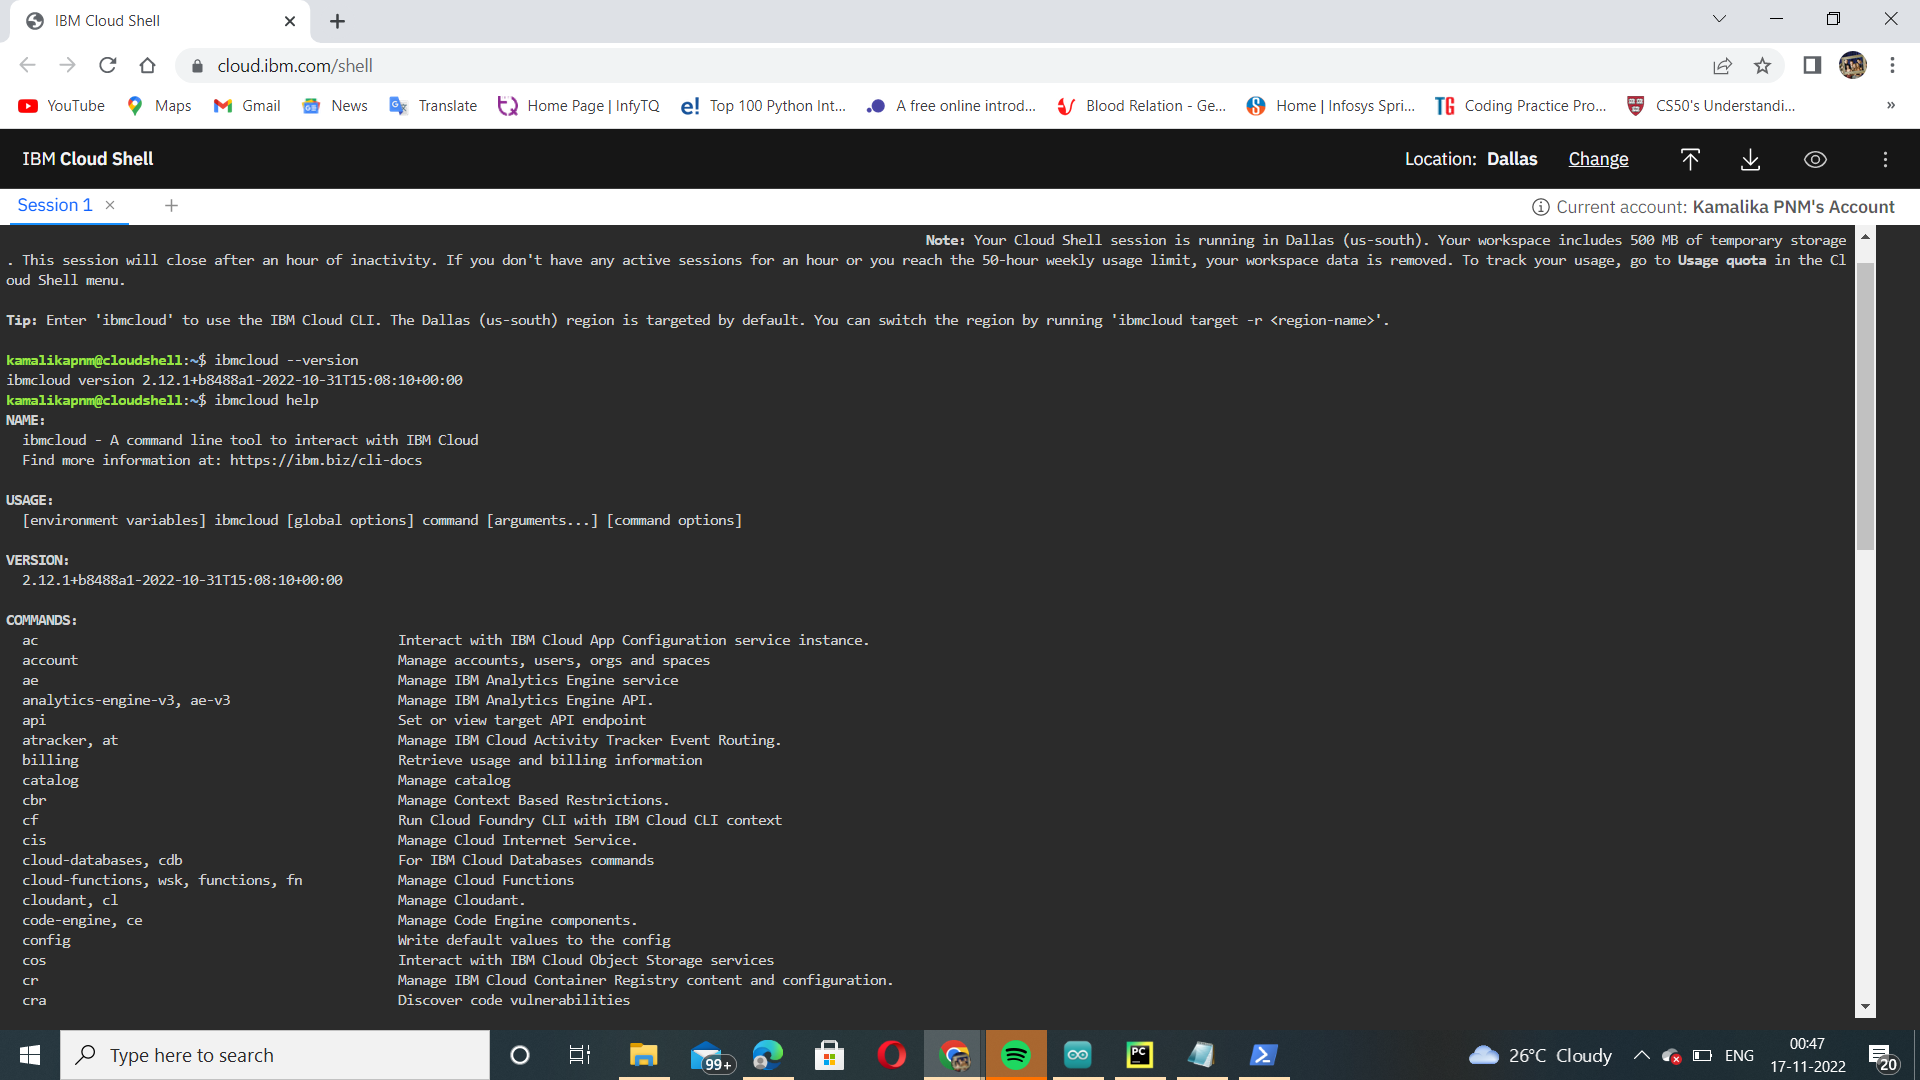 IBM Cloud Shell
cloud.ibm.com/shell
YouTube Maps Gmail News Translate Home Page | InfyTQ Top 100 Python Int... A free online introd... Blood Relation - Ge... Home | Infosys Spri... Coding Practice Pro... CS50's Understandi... »
IBM Cloud Shell Location: Dallas Change
Session 1 Current account: Kamalika PNM's Account
Note: Your Cloud Shell session is running in Dallas (us-south). Your workspace includes 500 MB of temporary storage
. This session will close after an hour of inactivity. If you don't have any active sessions for an hour or you reach the 50-hour weekly usage limit, your workspace data is removed. To track your usage, go to Usage quota in the Cl
oud Shell menu.
Tip: Enter 'ibmcloud' to use the IBM Cloud CLI. The Dallas (us-south) region is targeted by default. You can switch the region by running 'ibmcloud target -r <region-name>'.
kamalikapnm@cloudshell:~$ ibmcloud --version
ibmcloud version 2.12.1+b8488a1-2022-10-31T15:08:10+00:00
kamalikapnm@cloudshell:~$ ibmcloud help
NAME:
ibmcloud - A command line tool to interact with IBM Cloud
Find more information at: https://ibm.biz/cli-docs
USAGE:
[environment variables] ibmcloud [global options] command [arguments...] [command options]
VERSION:
2.12.1+b8488a1-2022-10-31T15:08:10+00:00
COMMANDS:
ac Interact with IBM Cloud App Configuration service instance.
account Manage accounts, users, orgs and spaces
ae Manage IBM Analytics Engine service
analytics-engine-v3, ae-v3 Manage IBM Analytics Engine API.
api Set or view target API endpoint
atracker, at Manage IBM Cloud Activity Tracker Event Routing.
billing Retrieve usage and billing information
catalog Manage catalog
cbr Manage Context Based Restrictions.
cf Run Cloud Foundry CLI with IBM Cloud CLI context
cis Manage Cloud Internet Service.
cloud-databases, cdb For IBM Cloud Databases commands
cloud-functions, wsk, functions, fn Manage Cloud Functions
cloudant, cl Manage Cloudant.
code-engine, ce Manage Code Engine components.
config Write default values to the config
cos Interact with IBM Cloud Object Storage services
cr Manage IBM Cloud Container Registry content and configuration.
cra Discover code vulnerabilities
Type here to search 99+ PC 26°C Cloudy ENG 00:47
17-11-2022 20